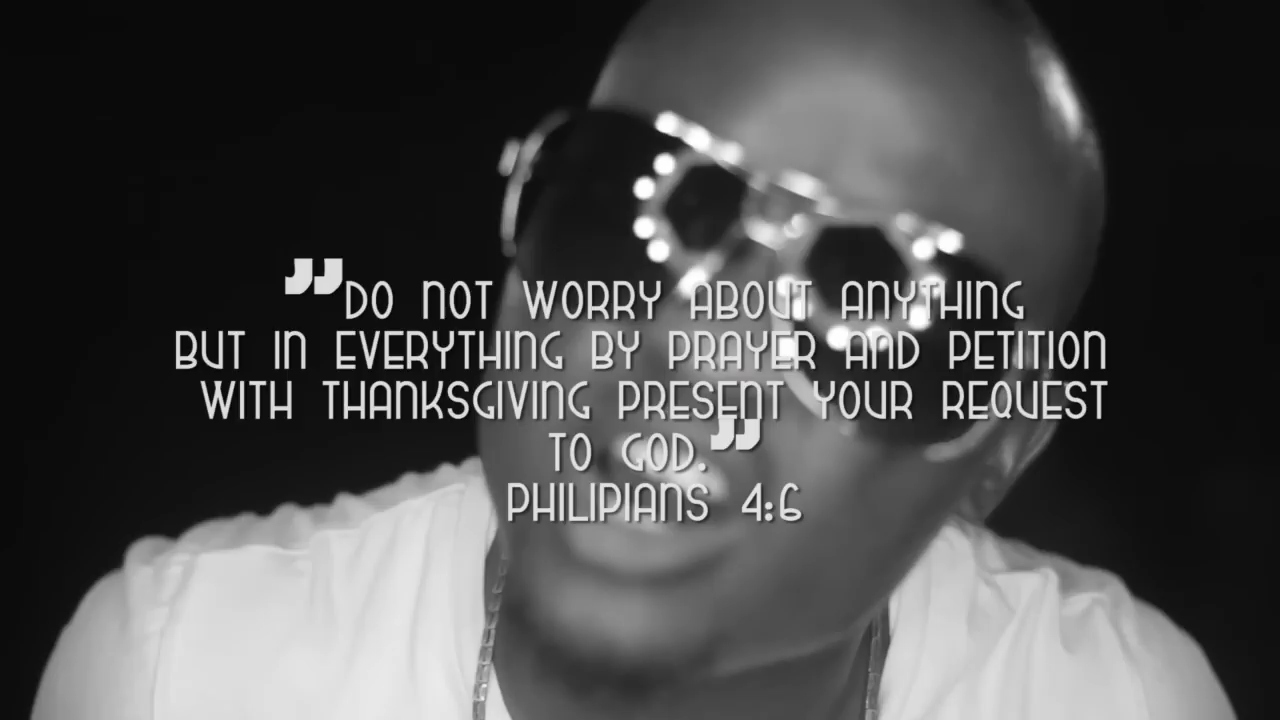 ”DO NOT WORRY ABOUT ANYTHING
BUT IN EVERYTHING BY PRAYER AND PETITION
WITH THANKSGIVING PRESENT YOUR REQUEST
TO GOD.”
PHILIPIANS 4:6